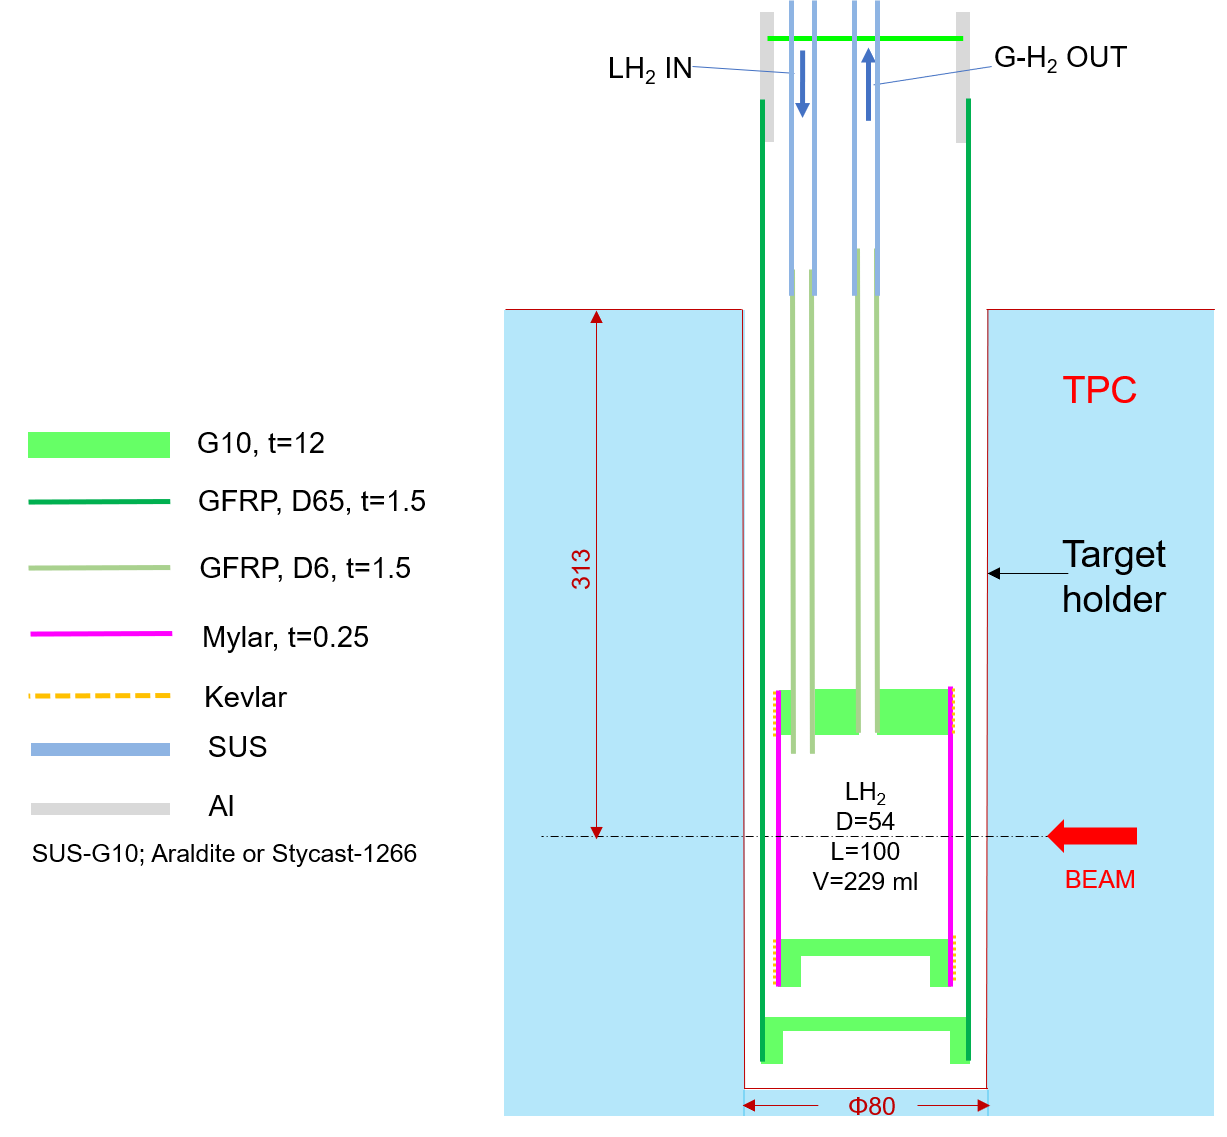 LH₂ IN
G-H₂ OUT
TPC
G10, t=12
GFRP, D65, t=1.5
GFRP, D6, t=1.5
Mylar, t=0.25
Kevlar
SUS
Al
SUS-G10; Araldite or Stycast-1266
313
Target
holder
LH₂
D=54
L=100
V=229 ml
BEAM
Φ80